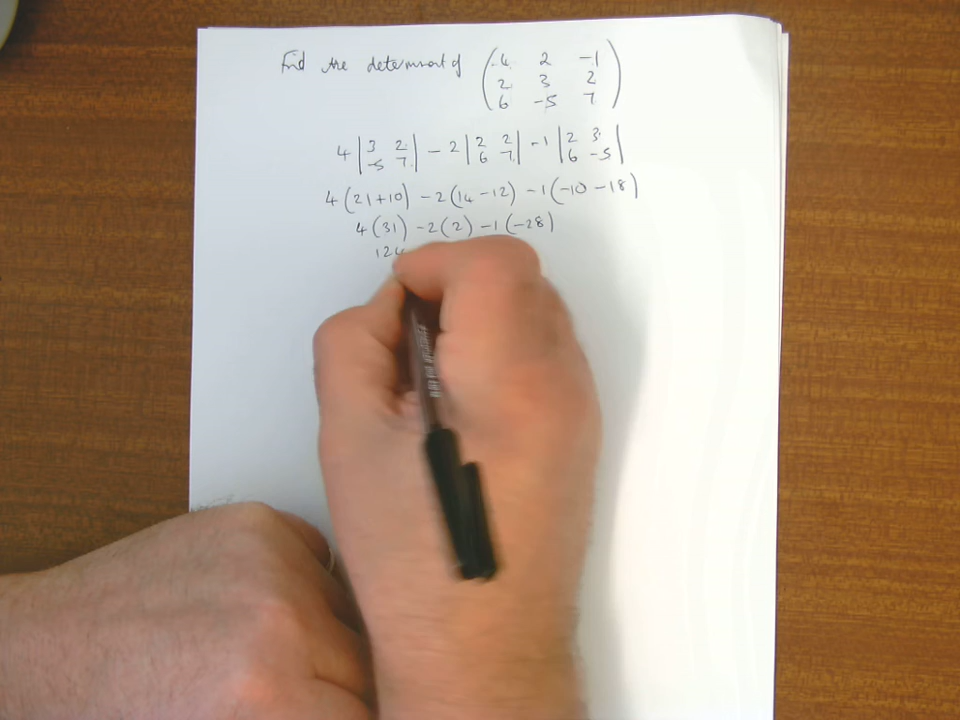 Find the determinant of ( 4 2 -1
2 3 2
6 -5 7 )
4 | 3 2 -5 7 | - 2 | 2 2 6 7 | - 1 | 2 3 6 -5 |
4(21+10) -2(14-12) -1(-10-18)
4(31) -2(2) -1(-28)
124